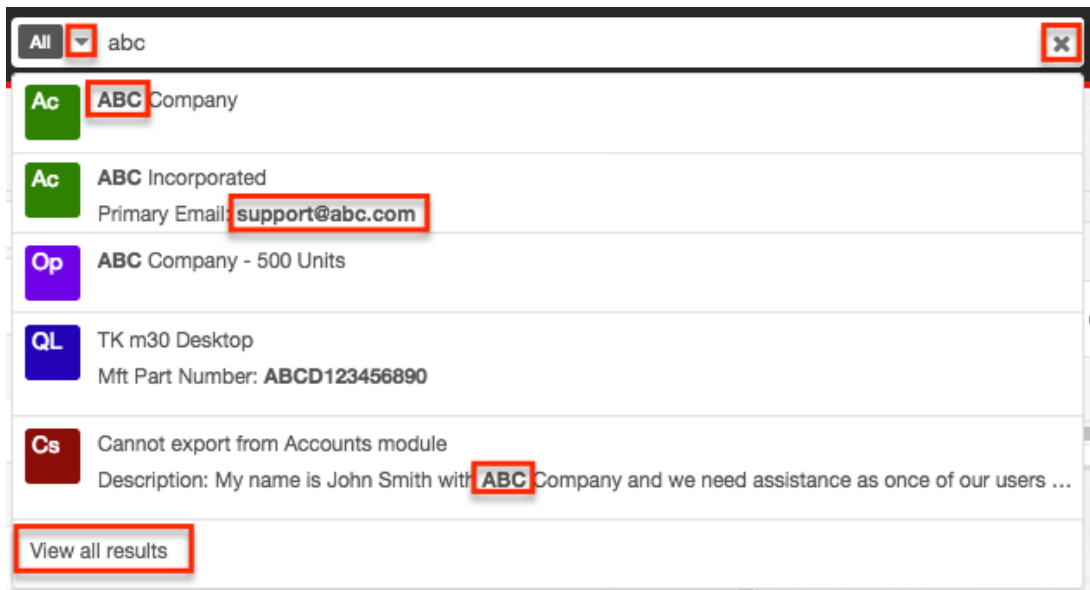 All abc
Ac ABC Company
Ac ABC Incorporated
Primary Email: support@abc.com
Op ABC Company - 500 Units
QL TK m30 Desktop
Mft Part Number: ABCD123456890
Cs Cannot export from Accounts module
Description: My name is John Smith with ABC Company and we need assistance as once of our users ...
View all results